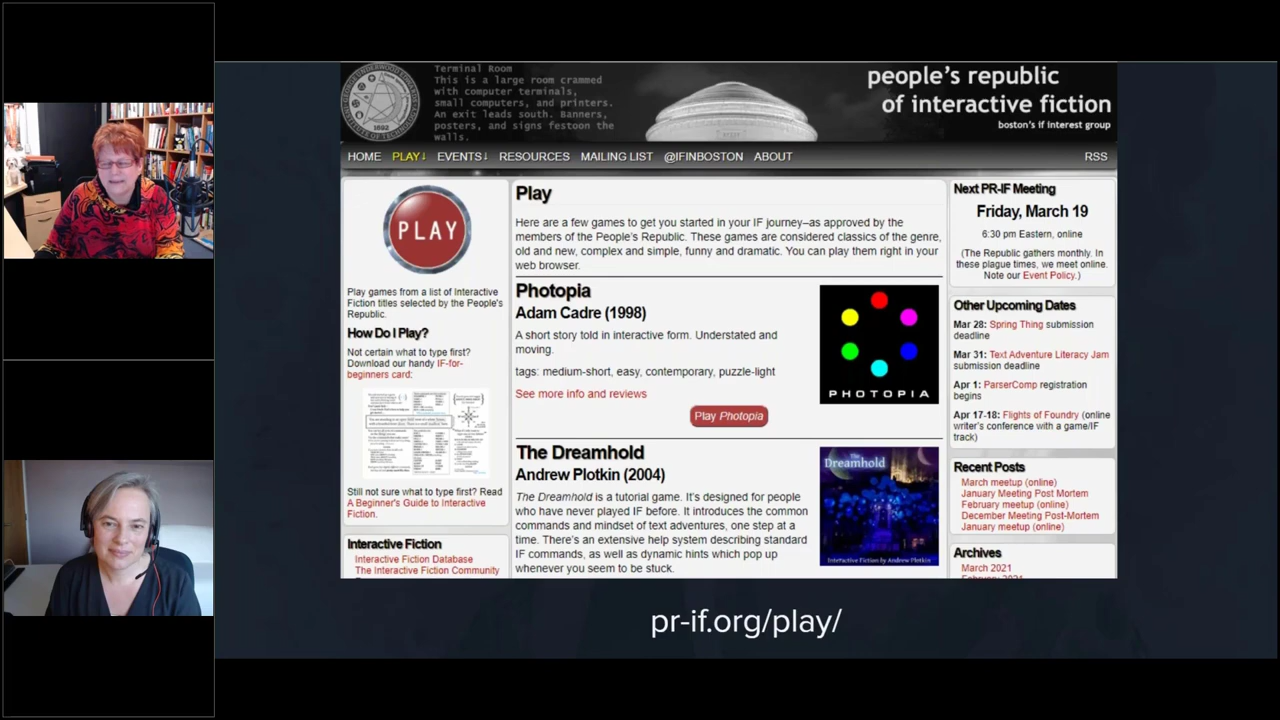 Terminal Room
This is a large room crammed
with computer terminals,
small computers, and printers.
An exit leads south. Banners,
posters, and signs festoon the
walls.
1892
people's republic
of interactive fiction
boston's if interest group
HOME PLAY↓ EVENTS↓ RESOURCES MAILING LIST @IFINBOSTON ABOUT RSS
PLAY
Play games from a list of Interactive
Fiction titles selected by the People's
Republic.
How Do I Play?
Not certain what to type first?
Download our handy IF-for-
beginners card:
Still not sure what to type first? Read
A Beginner's Guide to Interactive
Fiction.
Interactive Fiction
Interactive Fiction Database
The Interactive Fiction Community
Play
Here are a few games to get you started in your IF journey–as approved by the
members of the People's Republic. These games are considered classics of the genre,
old and new, complex and simple, funny and dramatic. You can play them right in your
web browser.
Photopia
Adam Cadre (1998)
A short story told in interactive form. Understated and
moving.
tags: medium-short, easy, contemporary, puzzle-light
See more info and reviews
Play Photopia
PHOTOPIA
The Dreamhold
Andrew Plotkin (2004)
The Dreamhold is a tutorial game. It's designed for people
who have never played IF before. It introduces the common
commands and mindset of text adventures, one step at a
time. There's an extensive help system describing standard
IF commands, as well as dynamic hints which pop up
whenever you seem to be stuck.
The
Dreamhold
Interactive Fiction by Andrew Plotkin
Next PR-IF Meeting
Friday, March 19
6:30 pm Eastern, online
(The Republic gathers monthly. In
these plague times, we meet online.
Note our Event Policy.)
Other Upcoming Dates
Mar 28: Spring Thing submission
deadline
Mar 31: Text Adventure Literacy Jam
submission deadline
Apr 1: ParserComp registration
begins
Apr 17-18: Flights of Foundry (online
writer's conference with a game/IF
track)
Recent Posts
March meetup (online)
January Meeting Post Mortem
February meetup (online)
December Meeting Post-Mortem
January meetup (online)
Archives
March 2021
February 2021
pr-if.org/play/